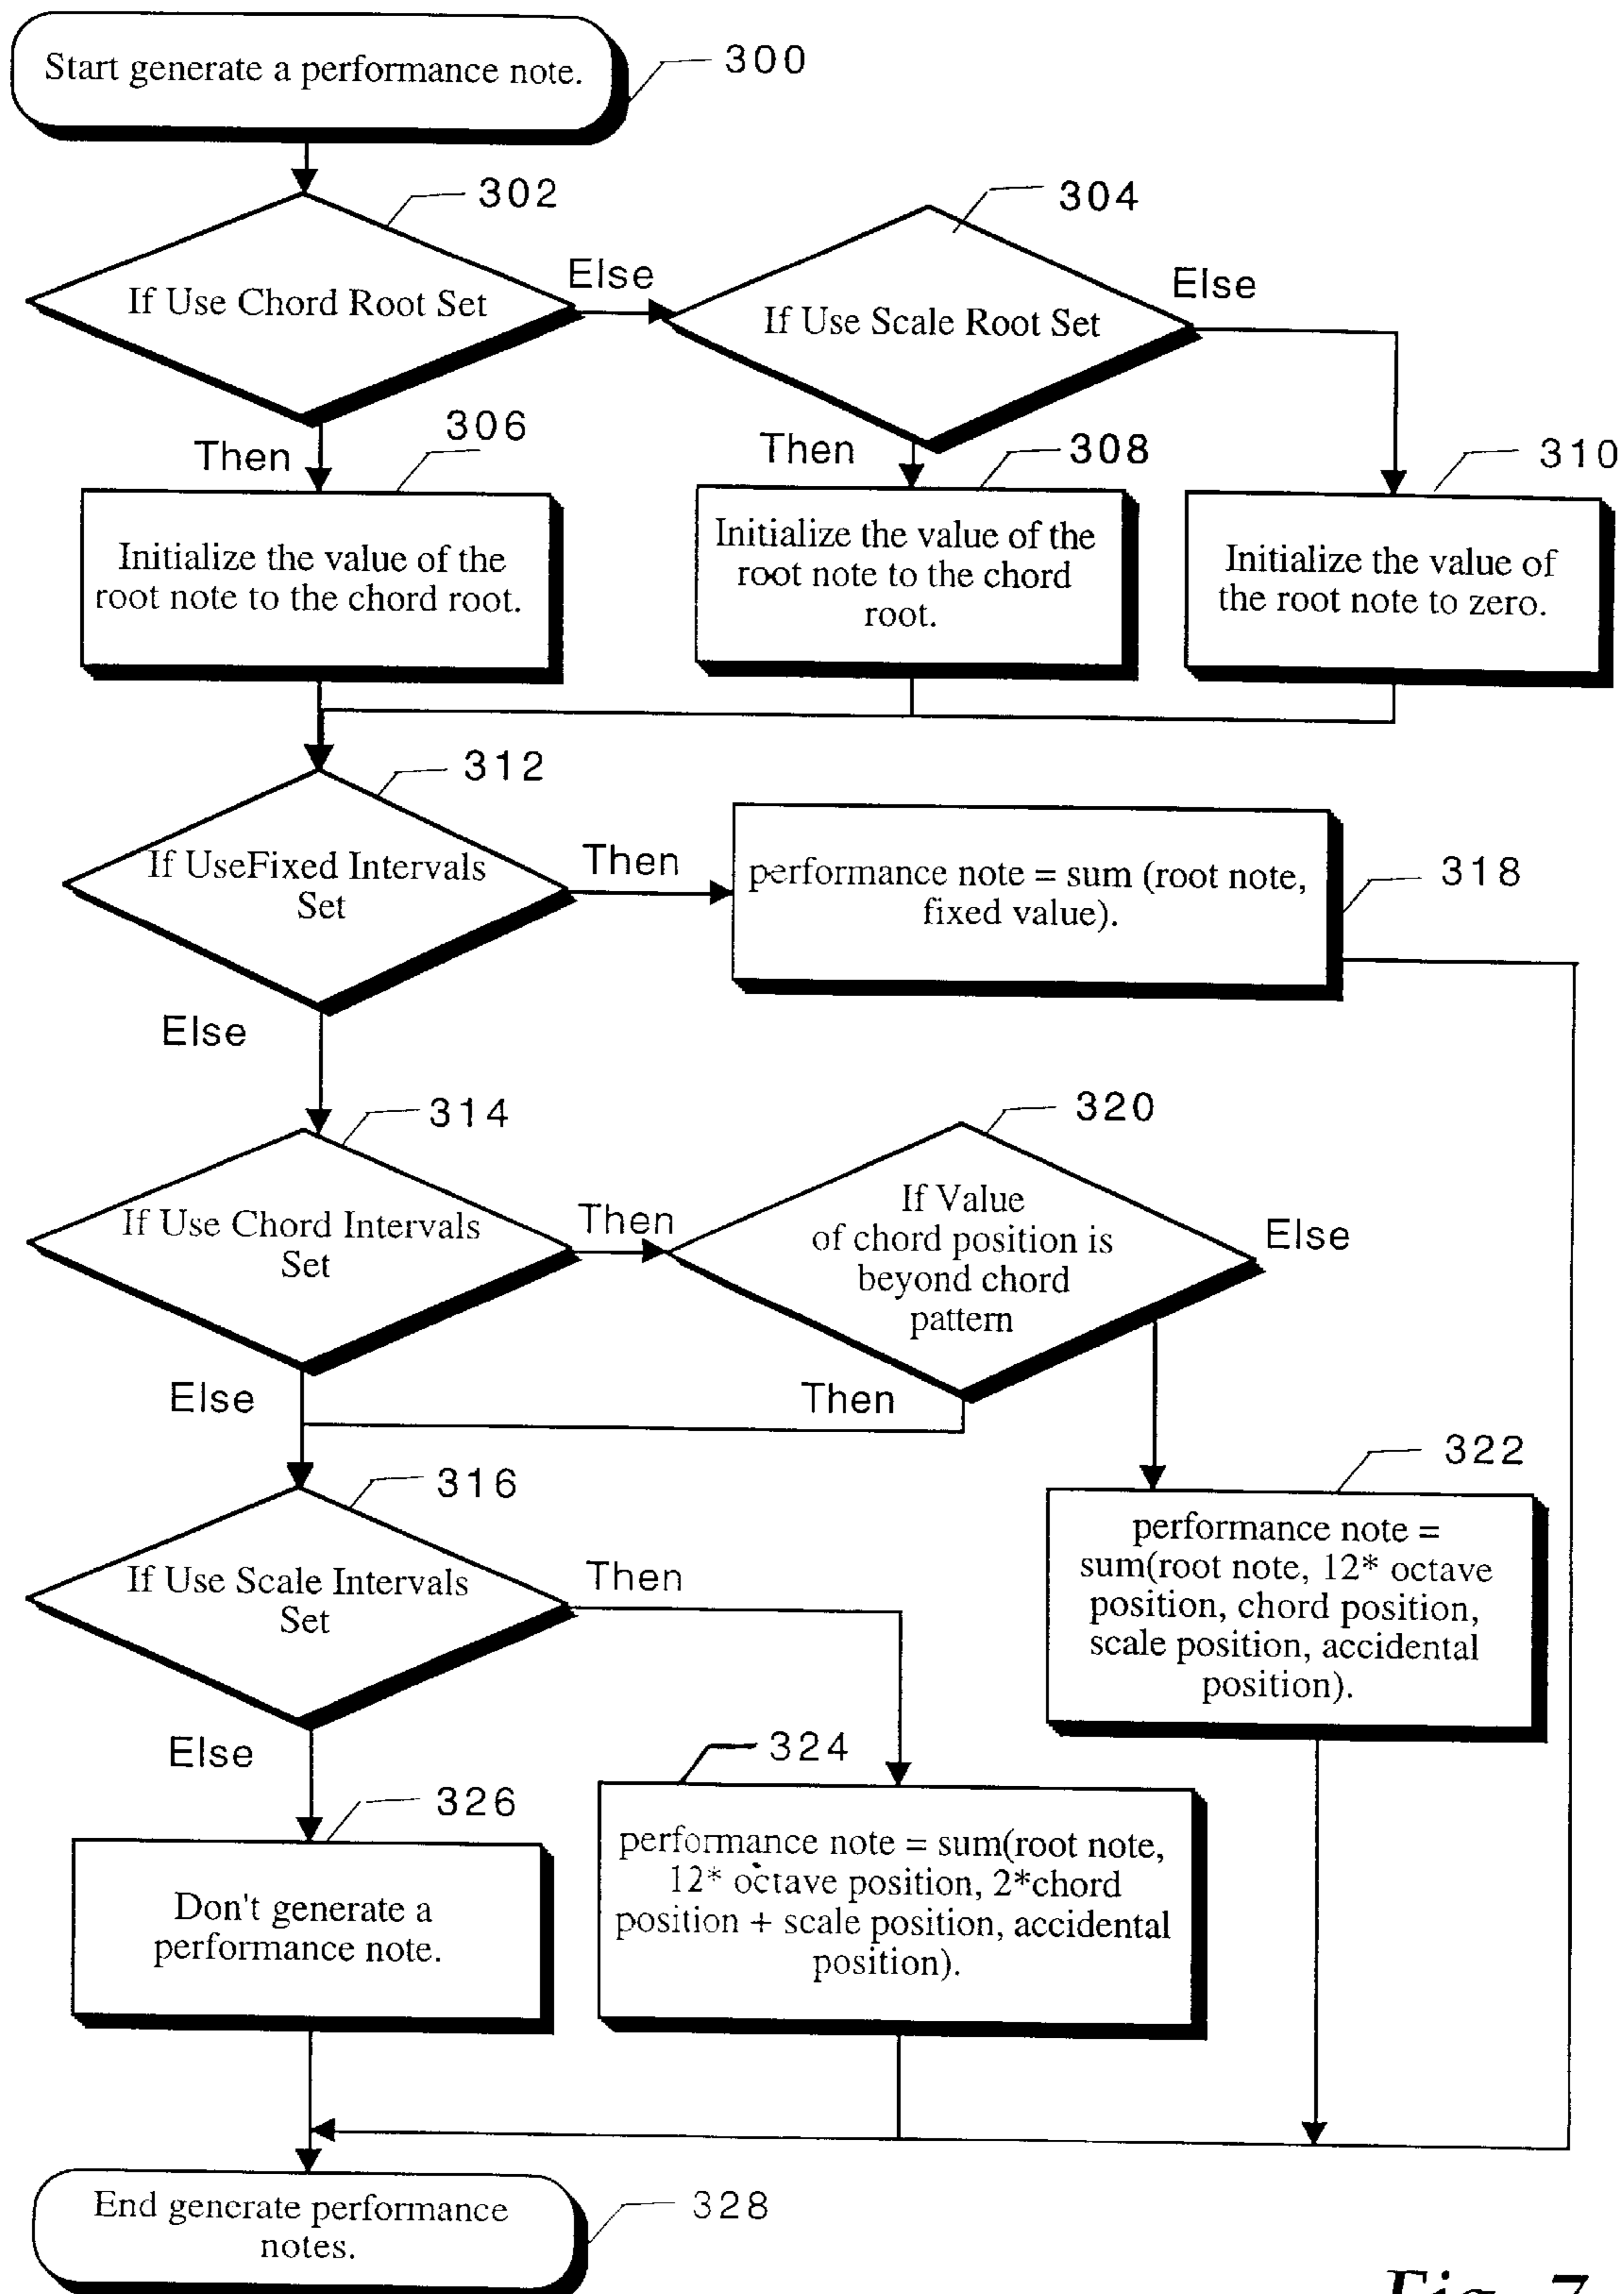 Start generate a performance note.
300
302
If Use Chord Root Set
Else
304
If Use Scale Root Set
Else
Then
306
Then
308
310
Initialize the value of the
root note to the chord root.
Initialize the value of the
root note to the chord
root.
Initialize the value of
the root note to zero.
312
If UseFixed Intervals
Set
Then
performance note = sum (root note,
fixed value).
318
Else
314
If Use Chord Intervals
Set
Then
320
If Value
of chord position is
beyond chord
pattern
Else
Else
Then
316
If Use Scale Intervals
Set
Then
322
performance note =
sum(root note, 12* octave
position, chord position,
scale position, accidental
position).
Else
324
performance note = sum(root note,
12* octave position, 2*chord
position + scale position, accidental
position).
326
Don't generate a
performance note.
End generate performance
notes.
328
Fig. 7